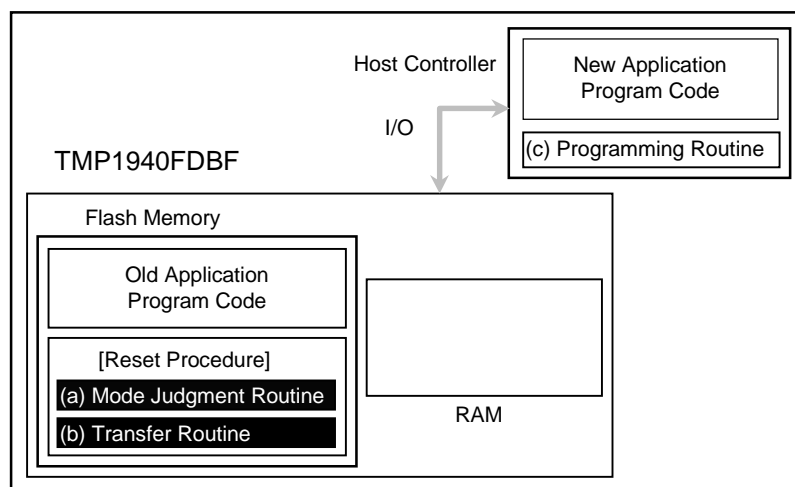 Host Controller
New Application
Program Code
I/O
(c) Programming Routine
TMP1940FDBF
Flash Memory
Old Application
Program Code
[Reset Procedure]
(a) Mode Judgment Routine
(b) Transfer Routine
RAM